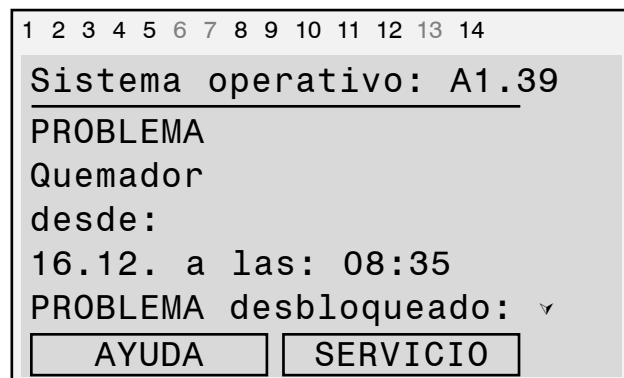 1 2 3 4 5 6 7 8 9 10 11 12 13 14
Sistema operativo: A1.39
PROBLEMA
Quemador
desde:
16.12. a las: 08:35
PROBLEMA desbloqueado:
AYUDA SERVICIO